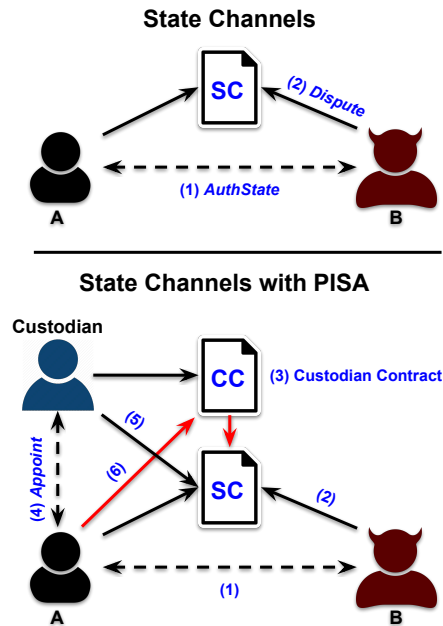 State Channels
SC
(2) Dispute
(1) AuthState
A
B
State Channels with PISA
Custodian
CC
(3) Custodian Contract
(5)
(6)
(4) Appoint
SC
(2)
(1)
A
B